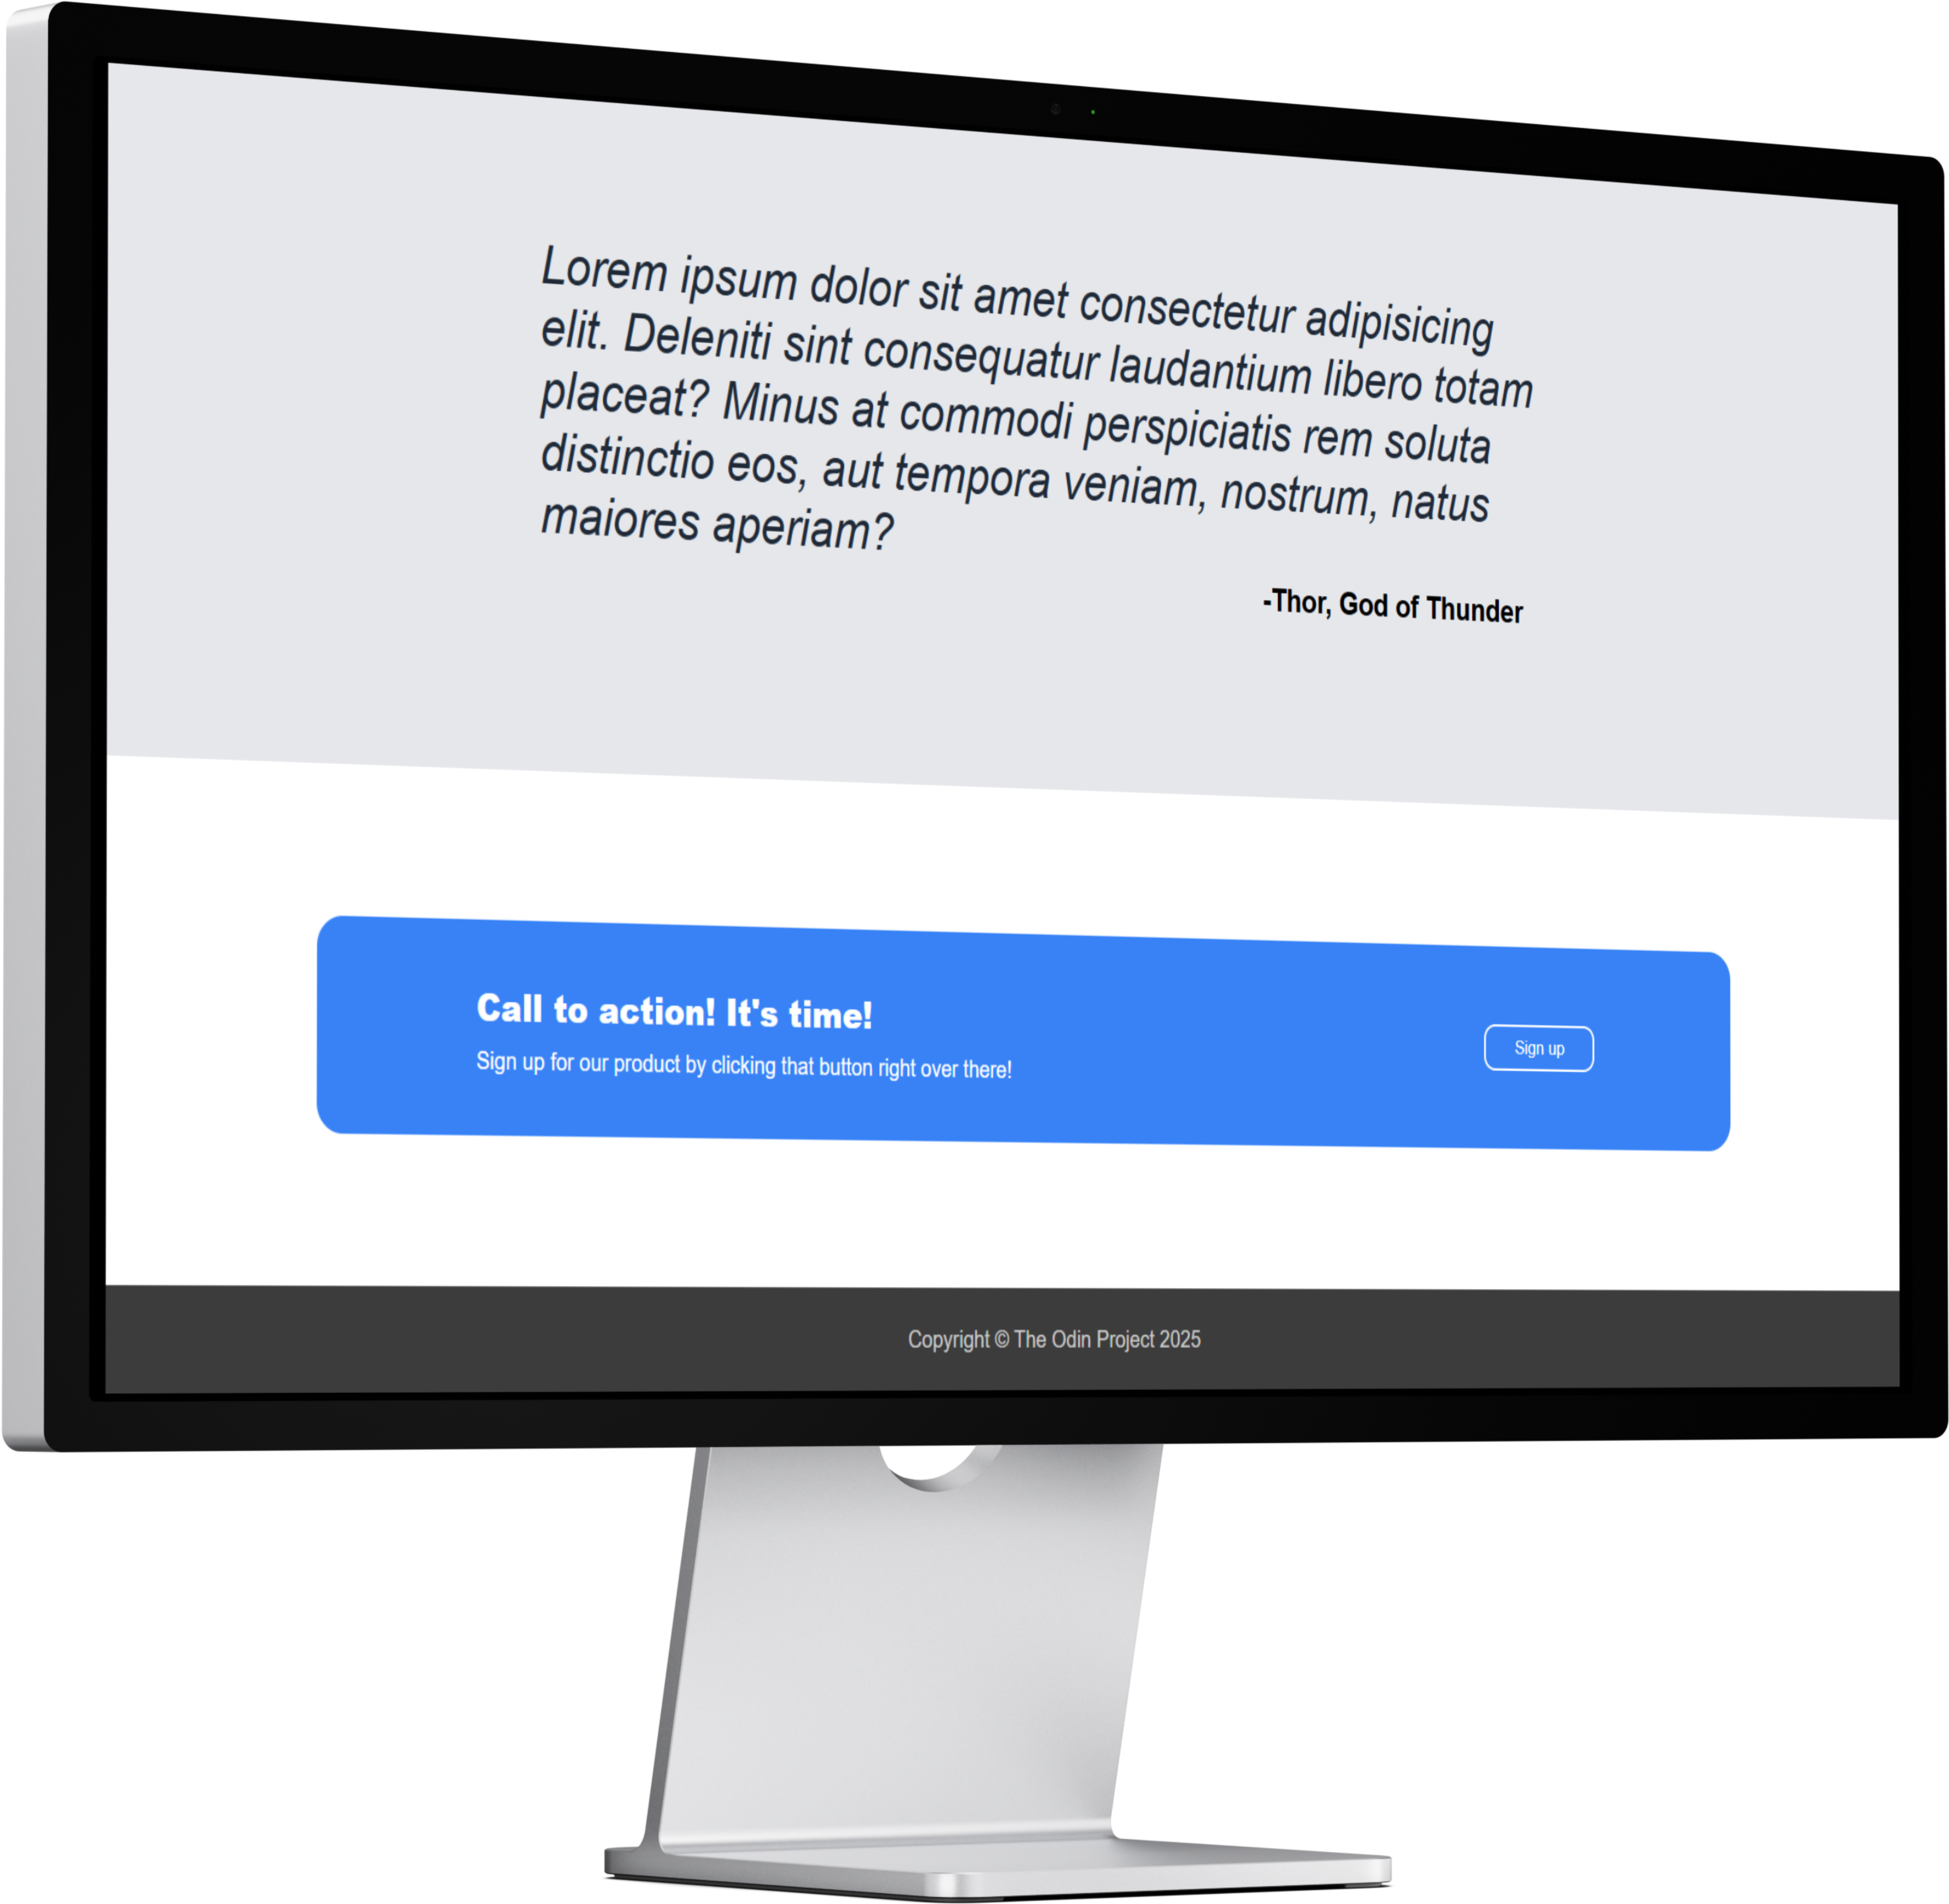 Lorem ipsum dolor sit amet consectetur adipisicing
elit. Deleniti sint consequatur laudantium libero totam
placeat? Minus at commodi perspiciatis rem soluta
distinctio eos, aut tempora veniam, nostrum, natus
maiores aperiam?
-Thor, God of Thunder
Call to action! It's time!
Sign up for our product by clicking that button right over there!
Sign up
Copyright © The Odin Project 2025